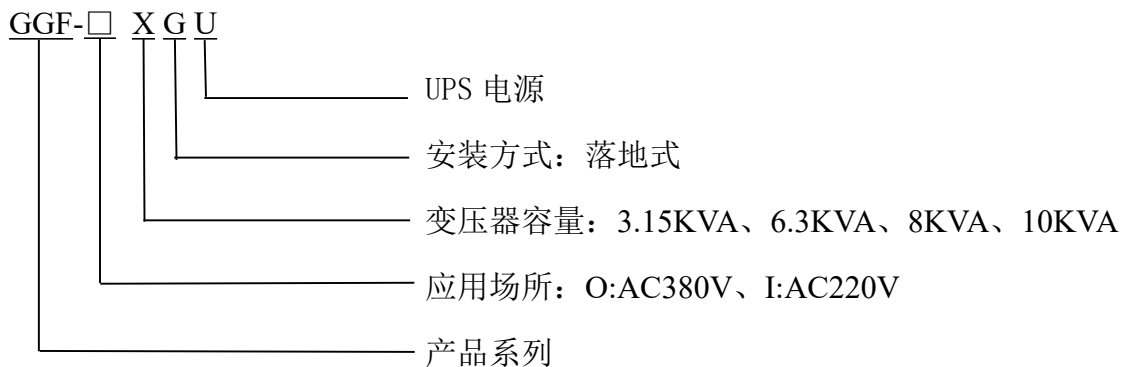 GGF-□ X G U
UPS 电源
安装方式：落地式
变压器容量：3.15KVA、6.3KVA、8KVA、10KVA
应用场所：O:AC380V、I:AC220V
产品系列